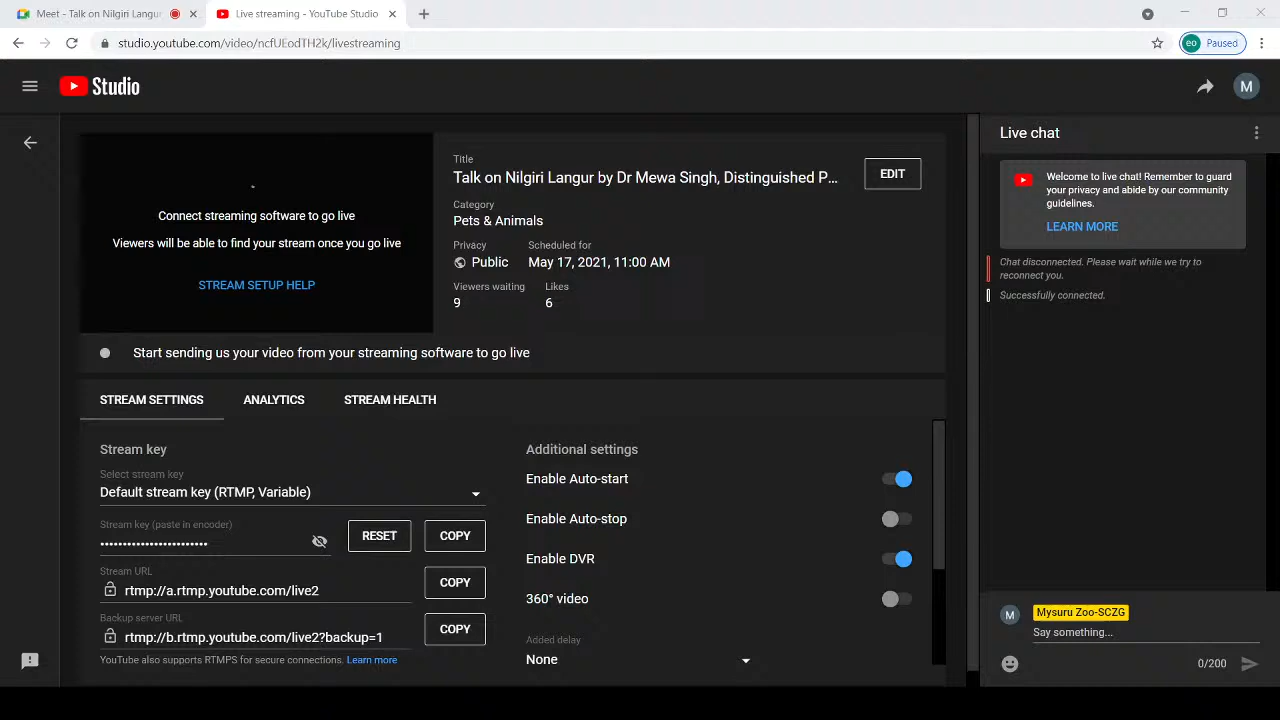 Meet - Talk on Nilgiri Langur
Live streaming - YouTube Studio
studio.youtube.com/video/ncfUEodTH2k/livestreaming
eo Paused
Studio
M
Connect streaming software to go live
Viewers will be able to find your stream once you go live
STREAM SETUP HELP
Title
Talk on Nilgiri Langur by Dr Mewa Singh, Distinguished P...
EDIT
Category
Pets & Animals
Privacy
Public
Scheduled for
May 17, 2021, 11:00 AM
Viewers waiting
9
Likes
6
Start sending us your video from your streaming software to go live
STREAM SETTINGS
ANALYTICS
STREAM HEALTH
Stream key
Select stream key
Default stream key (RTMP, Variable)
Stream key (paste in encoder)
••••••••••••••••••••••••
RESET
COPY
Stream URL
rtmp://a.rtmp.youtube.com/live2
COPY
Backup server URL
rtmp://b.rtmp.youtube.com/live2?backup=1
COPY
YouTube also supports RTMPS for secure connections. Learn more
Additional settings
Enable Auto-start
Enable Auto-stop
Enable DVR
360° video
Added delay
None
Live chat
Welcome to live chat! Remember to guard
your privacy and abide by our community
guidelines.
LEARN MORE
Chat disconnected. Please wait while we try to
reconnect you.
Successfully connected.
M
Mysuru Zoo-SCZG
Say something...
0/200